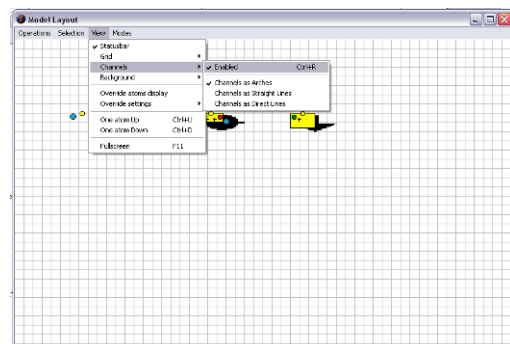 Model Layout
Operations Selection View Modes
Statusbar
Grid
Channels
Background
Override atoms display
Override settings
One atom Up Ctrl+U
One atom Down Ctrl+D
Fullscreen F11
Enabled Ctrl+R
Channels as Arches
Channels as Straight Lines
Channels as Direct Lines